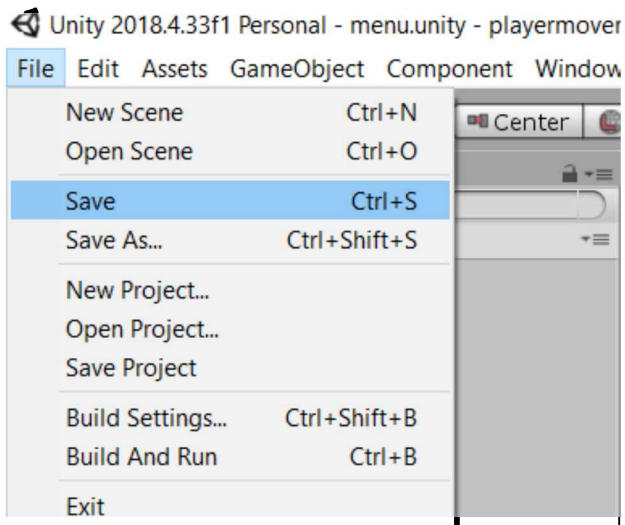 Unity 2018.4.33f1 Personal - menu.unity - playermover
File Edit Assets GameObject Component Window
New Scene Ctrl+N
Center
Open Scene Ctrl+O
Save Ctrl+S
Save As... Ctrl+Shift+S
New Project...
Open Project...
Save Project
Build Settings... Ctrl+Shift+B
Build And Run Ctrl+B
Exit